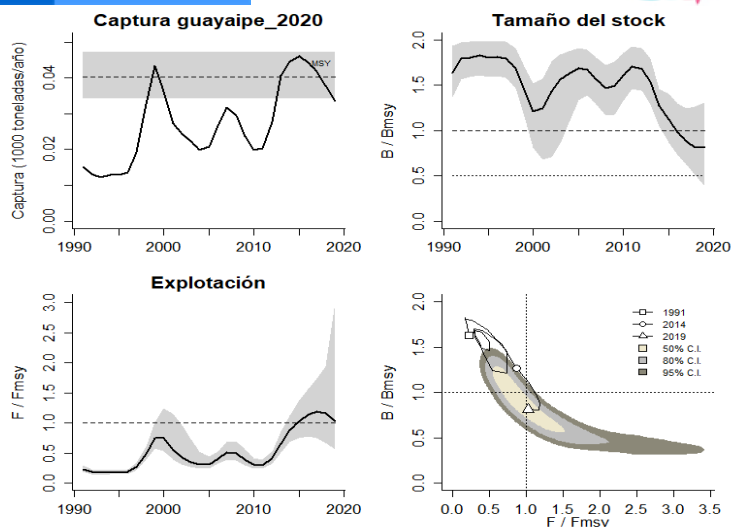 Captura guayaipe_2020
Captura (1000 toneladas/año)
0.00 0.02 0.04
MSY
1990 2000 2010 2020
Tamaño del stock
B / Bmsy
0.0 0.5 1.0 1.5 2.0
1990 2000 2010 2020
Explotación
F / Fmsy
0.0 0.5 1.0 1.5 2.0 2.5 3.0
1990 2000 2010 2020
B / Bmsy
0.0 0.5 1.0 1.5 2.0
1991
2014
2019
50% C.I.
80% C.I.
95% C.I.
0.0 0.5 1.0 1.5 2.0 2.5 3.0 3.5
F / Fmsy